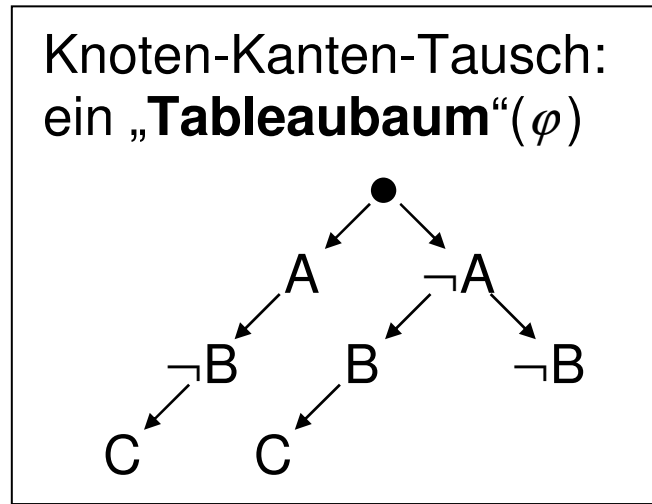 Knoten-Kanten-Tausch:
ein „Tableaubaum“(φ)
A ¬A
¬B B ¬B
C C